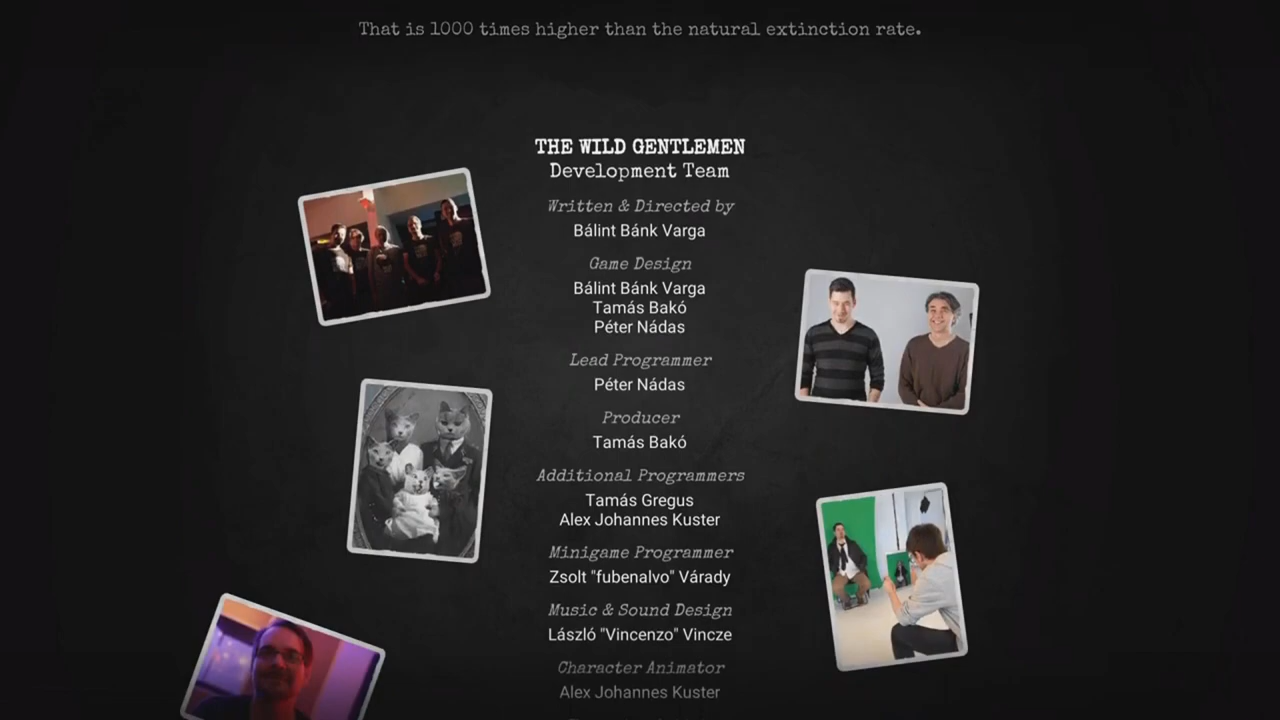 That is 1000 times higher than the natural extinction rate.
THE WILD GENTLEMEN
Development Team
Written & Directed by
Bálint Bánk Varga
Game Design
Bálint Bánk Varga
Tamás Bakó
Péter Nádas
Lead Programmer
Péter Nádas
Producer
Tamás Bakó
Additional Programmers
Tamás Gregus
Alex Johannes Kuster
Minigame Programmer
Zsolt "fubenalvo" Várady
Music & Sound Design
László "Vincenzo" Vincze
Character Animator
Alex Johannes Kuster